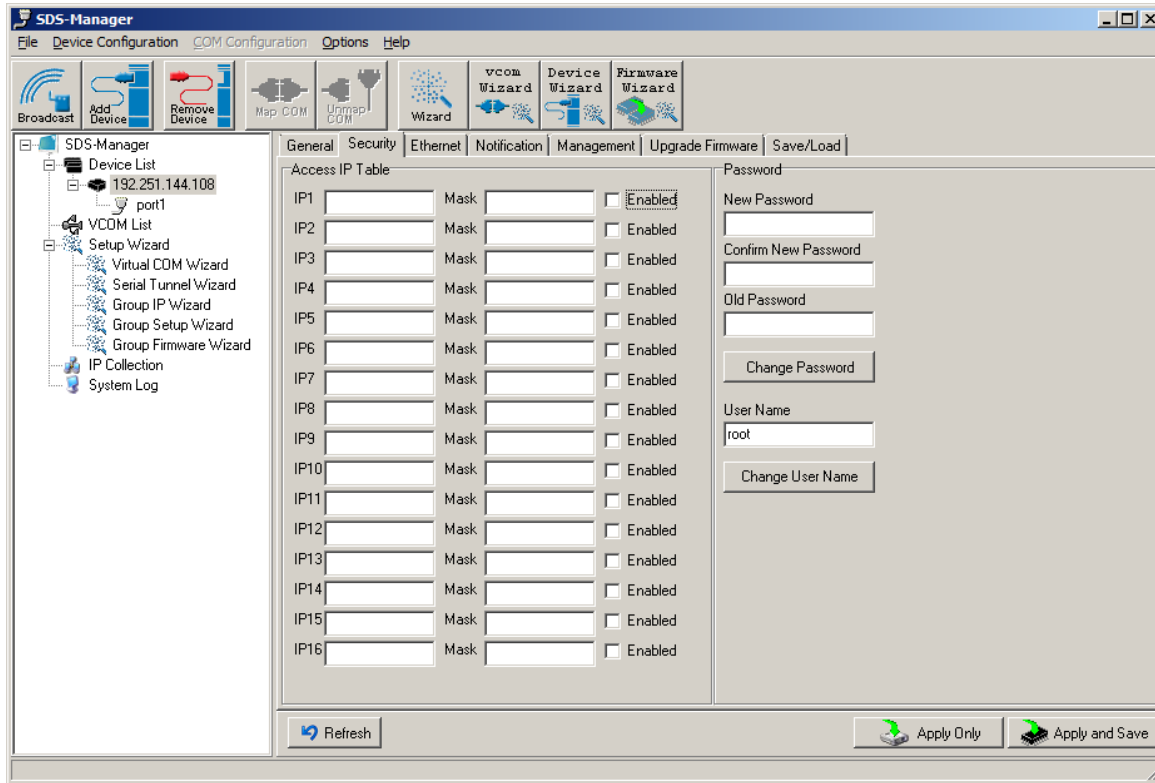 SDS-Manager
File Device Configuration COM Configuration Options Help
Broadcast
Add Device
Remove Device
Map COM
Unmap COM
Wizard
vcom Wizard
Device Wizard
Firmware Wizard
SDS-Manager
Device List
192.251.144.108
port1
VCOM List
Setup Wizard
Virtual COM Wizard
Serial Tunnel Wizard
Group IP Wizard
Group Setup Wizard
Group Firmware Wizard
IP Collection
System Log
General Security Ethernet Notification Management Upgrade Firmware Save/Load
Access IP Table
IP1 Mask Enabled
IP2 Mask Enabled
IP3 Mask Enabled
IP4 Mask Enabled
IP5 Mask Enabled
IP6 Mask Enabled
IP7 Mask Enabled
IP8 Mask Enabled
IP9 Mask Enabled
IP10 Mask Enabled
IP11 Mask Enabled
IP12 Mask Enabled
IP13 Mask Enabled
IP14 Mask Enabled
IP15 Mask Enabled
IP16 Mask Enabled
Password
New Password
Confirm New Password
Old Password
Change Password
User Name
root
Change User Name
Refresh
Apply Only
Apply and Save